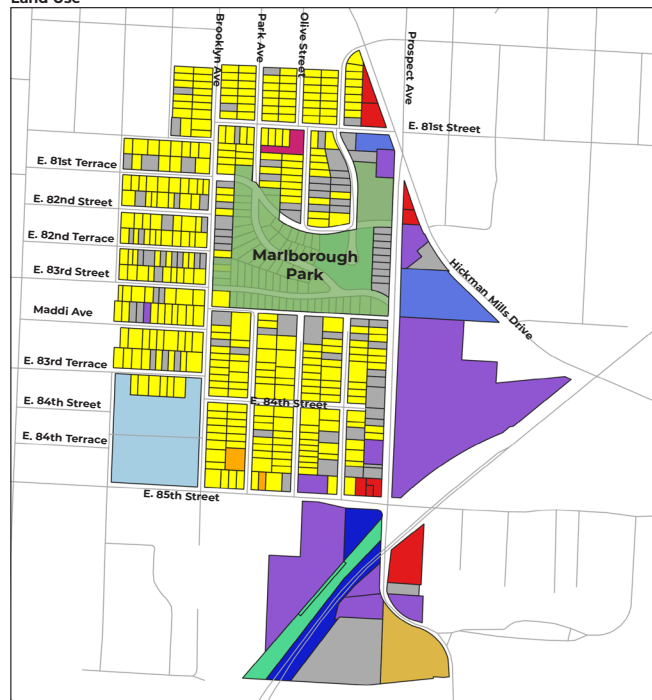 Land Use
Brooklyn Ave
Park Ave
Olive Street
Prospect Ave
E. 81st Street
E. 81st Terrace
E. 82nd Street
E. 82nd Terrace
E. 83rd Street
Maddi Ave
E. 83rd Terrace
E. 84th Street
E. 84th Terrace
Marlborough
Park
Hickman Mills Drive
E. 84th Street
E. 85th Street